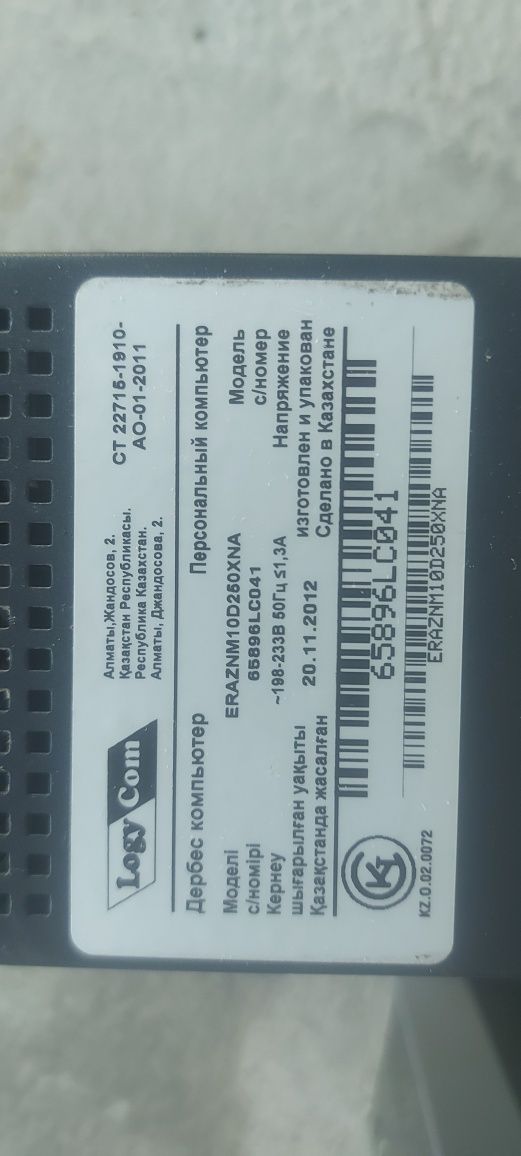 Logy Com
Алматы,Жандосов, 2.
Қазақстан Республикасы.
Республика Казахстан.
Алматы, Джандосова, 2.
СТ 22715-1910-
АО-01-2011
Дербес компьютер Персональный компьютер
Моделі ERAZNM10D250XNA Модель
с/номірі 65896LC041 с/номер
Кернеу ~198-233В 50Гц ≤1,3А Напряжение
шығарылған уақыты 20.11.2012 изготовлен и упакован
Қазақстанда жасалған Сделано в Казахстане
65896LC041
ERAZNM10D250XNA
KZ.O.02.0072